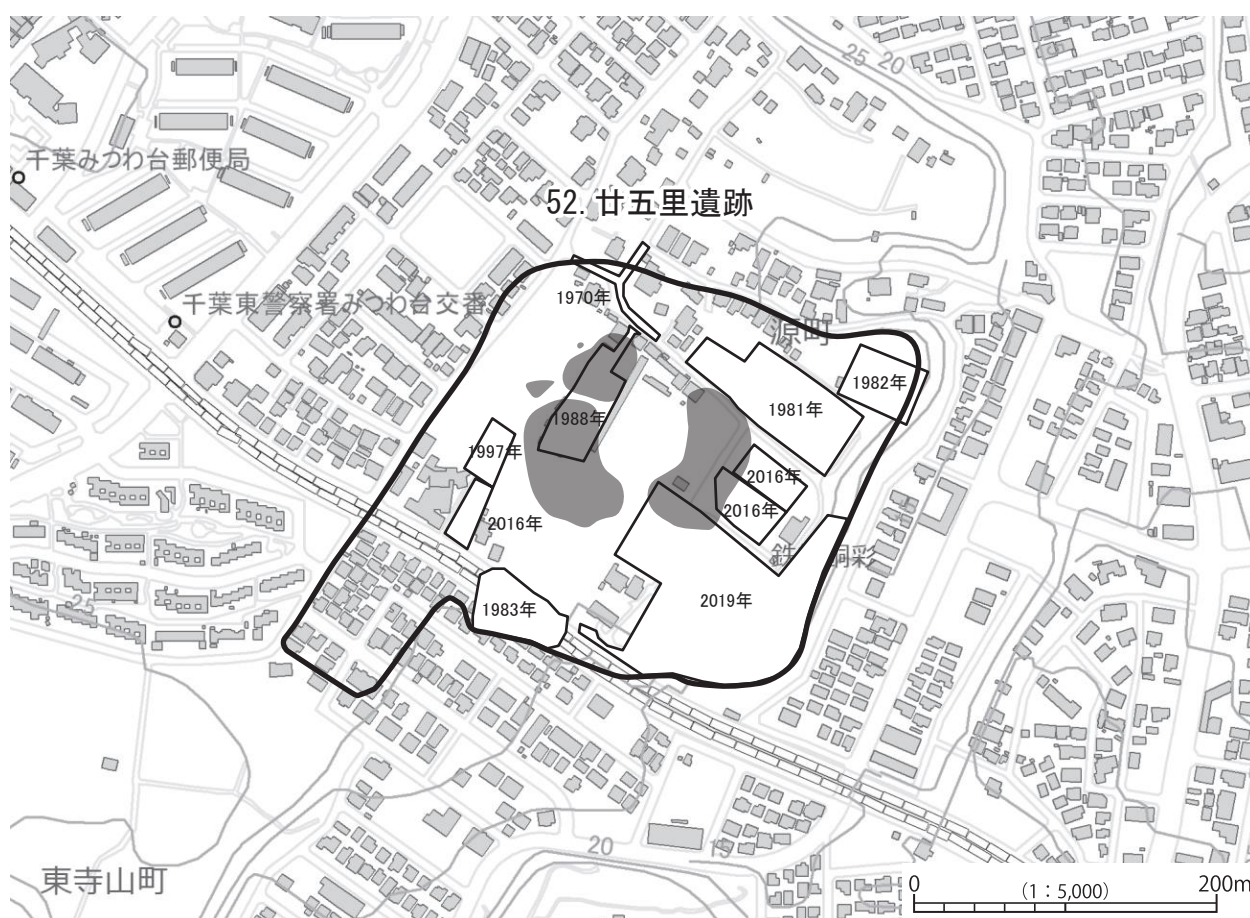 25 20
千葉みつわ台郵便局
52. 廿五里遺跡
千葉東警察署みつわ台交番
1970年
源町
1982年
1981年
1988年
1997年
2016年
2016年
2016年
2019年
1983年
25
20
15
東寺山町
0
(1：5,000)
200m